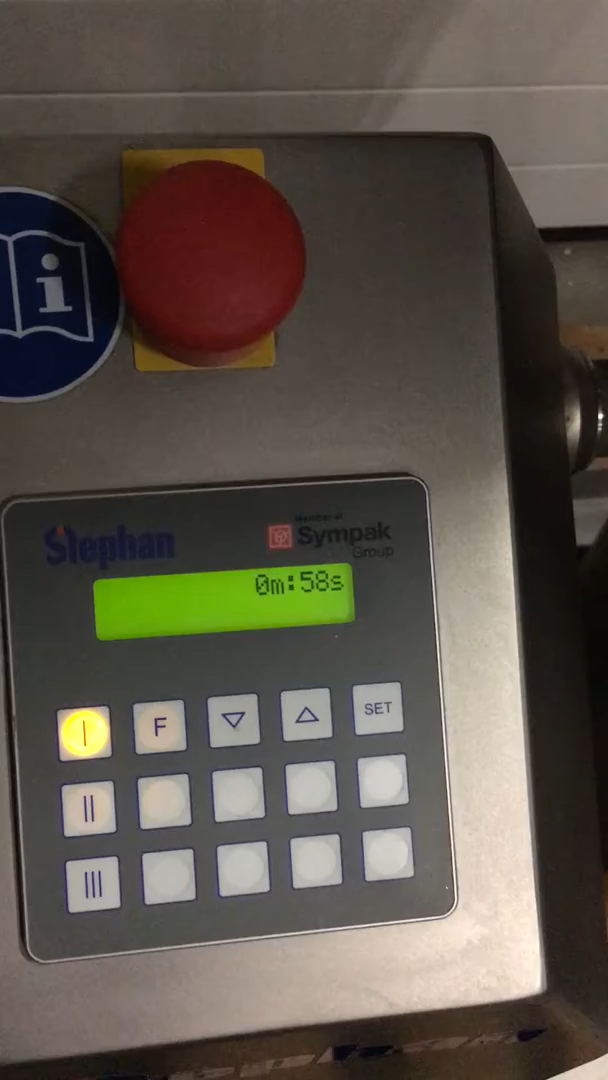 i
Stephan
Member of
Sympak
Group
0m:58s
I F SET
II
III